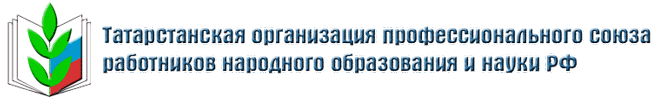 Татарстанская организация профессионального союза
работников народного образования и науки РФ